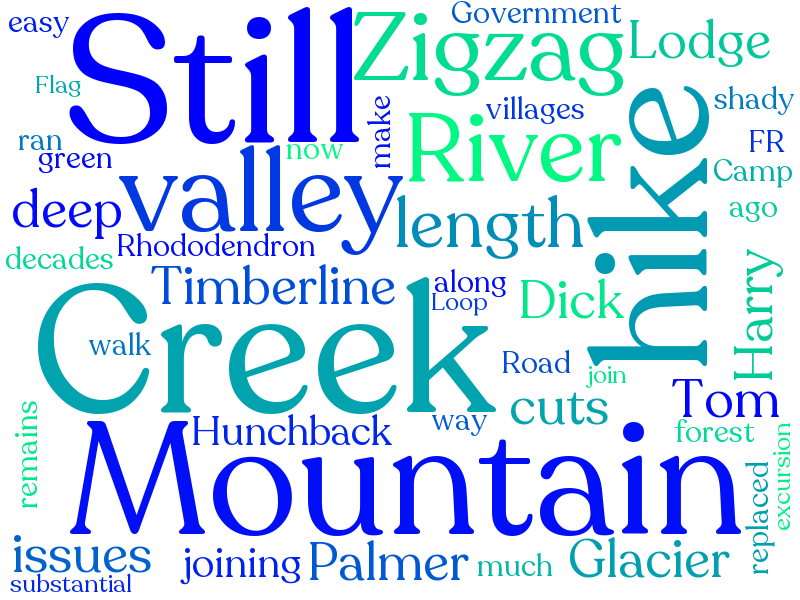 easy
Still
Government
Zigzag
Lodge
Flag
shady
ran
villages
make
River
hike
FR
green
now
Camp
valley
deep
length
ago
Rhododendron
decades
Timberline
along
Harry
Creek
Loop
Dick
walk
Road
join
Tom
remains
Hunchback
way
cuts
forest
excursion
Mountain
replaced
issues
joining
Palmer
much
Glacier
substantial